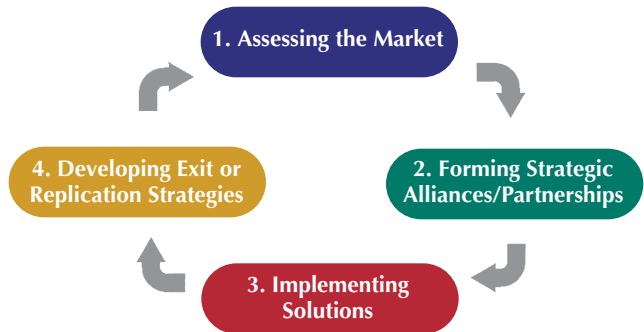 1. Assessing the Market
2. Forming Strategic
Alliances/Partnerships
3. Implementing
Solutions
4. Developing Exit or
Replication Strategies